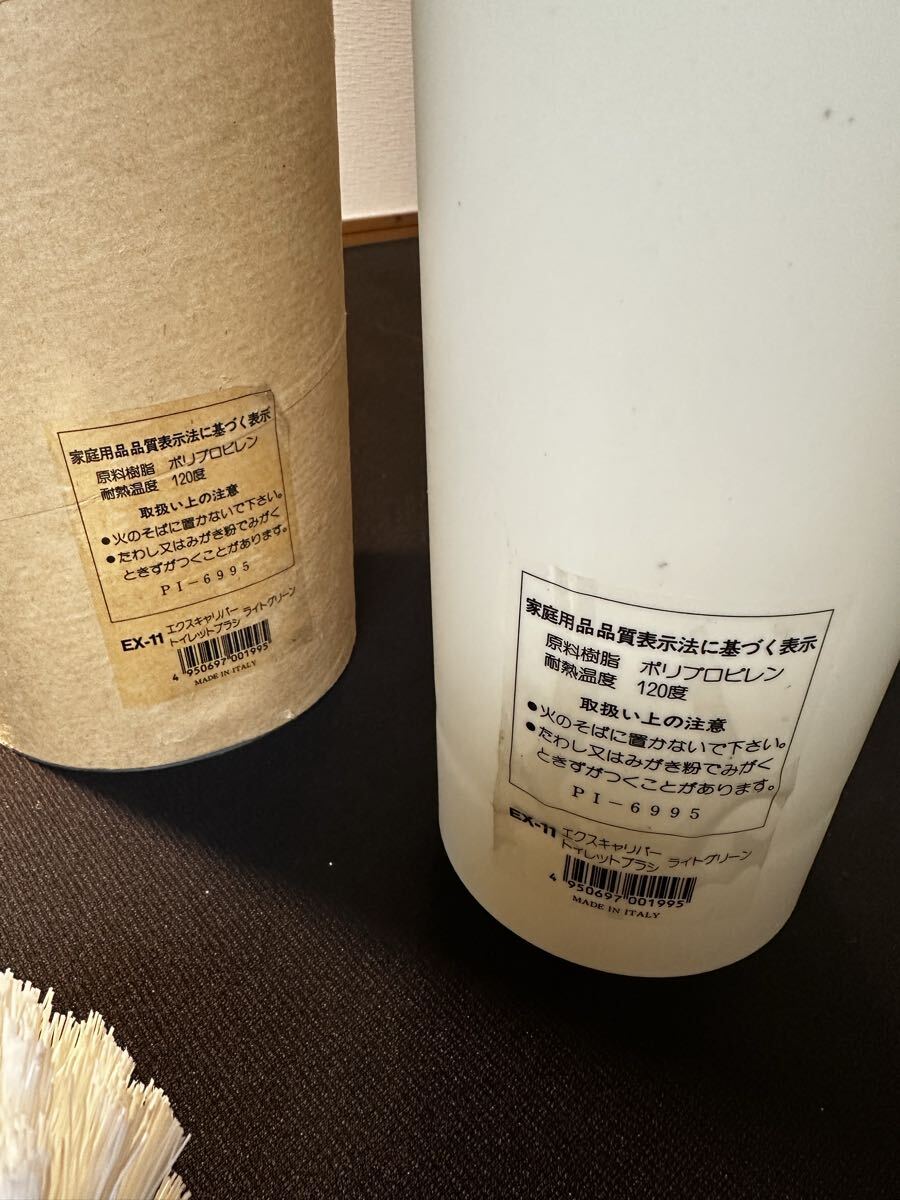 家庭用品品質表示法に基づく表示
原料樹脂 ポリプロピレン
耐熱温度 120度
取扱い上の注意
●火のそばに置かないで下さい。
●たわし又はみがき粉でみがく
ときずがつくことがあります。
PI-6995
EX-11 エクスキャリバー
トイレットブラシ ライトグリーン
4 950697 001995
MADE IN ITALY
家庭用品品質表示法に基づく表示
原料樹脂 ポリプロピレン
耐熱温度 120度
取扱い上の注意
●火のそばに置かないで下さい。
●たわし又はみがき粉でみがく
ときずがつくことがあります。
PI-6995
EX-11 エクスキャリバー
トイレットブラシ ライトグリーン
4 950697 001995
MADE IN ITALY